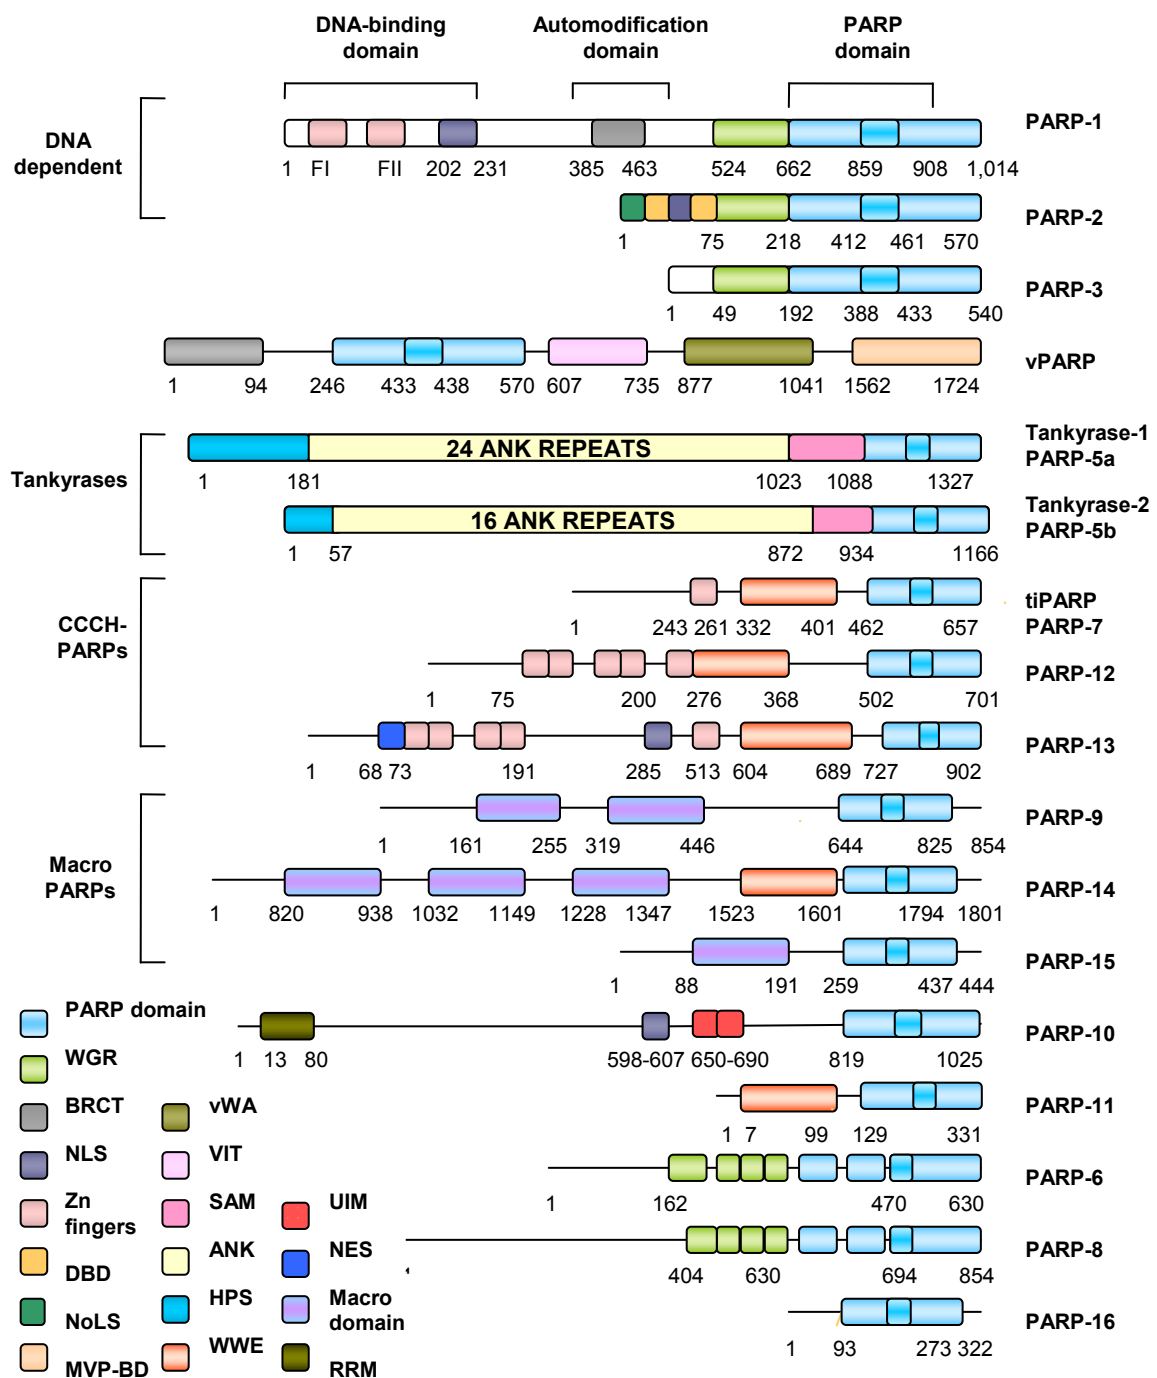 DNA-binding
domain
Automodification
domain
PARP
domain
DNA
dependent
PARP-1
1 FI FII 202 231 385 463 524 662 859 908 1,014
PARP-2
1 75 218 412 461 570
PARP-3
1 49 192 388 433 540
vPARP
1 94 246 433 438 570 607 735 877 1041 1562 1724
Tankyrases
24 ANK REPEATS
Tankyrase-1
PARP-5a
1 181 1023 1088 1327
16 ANK REPEATS
Tankyrase-2
PARP-5b
1 57 872 934 1166
CCCH-
PARPs
tiPARP
PARP-7
1 243 261 332 401 462 657
PARP-12
1 75 200 276 368 502 701
PARP-13
1 68 73 191 285 513 604 689 727 902
Macro
PARPs
PARP-9
1 161 255 319 446 644 825 854
PARP-14
1 820 938 1032 1149 1228 1347 1523 1601 1794 1801
PARP-15
1 88 191 259 437 444
PARP-10
1 13 80 598-607 650-690 819 1025
PARP-11
1 7 99 129 331
PARP-6
1 162 470 630
PARP-8
404 630 694 854
PARP-16
1 93 273 322
PARP domain
WGR
BRCT
NLS
Zn
fingers
DBD
NoLS
MVP-BD
vWA
VIT
SAM
ANK
HPS
WWE
UIM
NES
Macro
domain
RRM